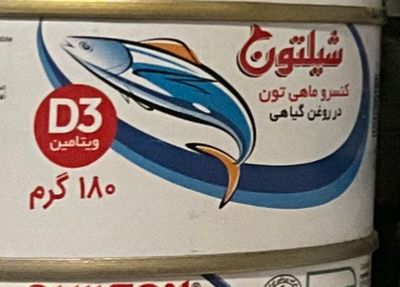 شیلتون
کنسرو ماهی تون
در روغن گیاهی
D3
ویتامین
۱۸۰ گرم